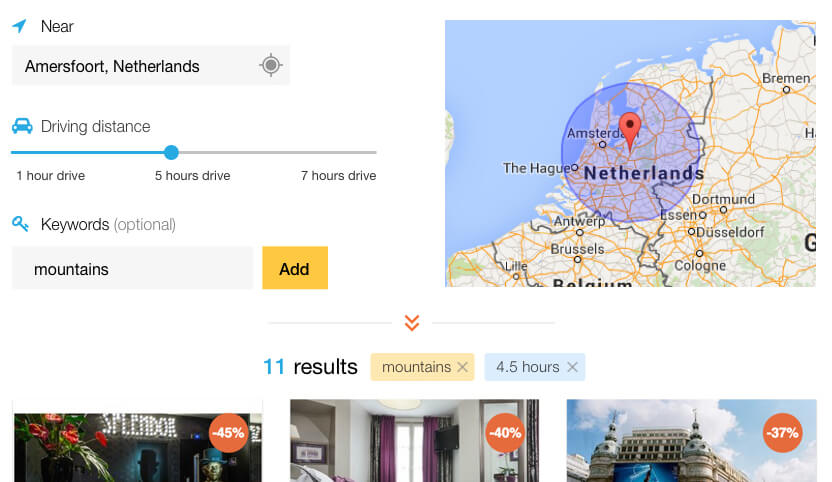 Near
Amersfoort, Netherlands
Driving distance
1 hour drive
5 hours drive
7 hours drive
Keywords (optional)
mountains
Add
Bremen
Amsterdam
The Hague
Netherlands
Dortmund
Essen
Antwerp
Düsseldorf
Brussels
Cologne
Lille
Belgium
G
H
11 results
mountains
4.5 hours
SPLENDOR
-45%
-40%
-37%